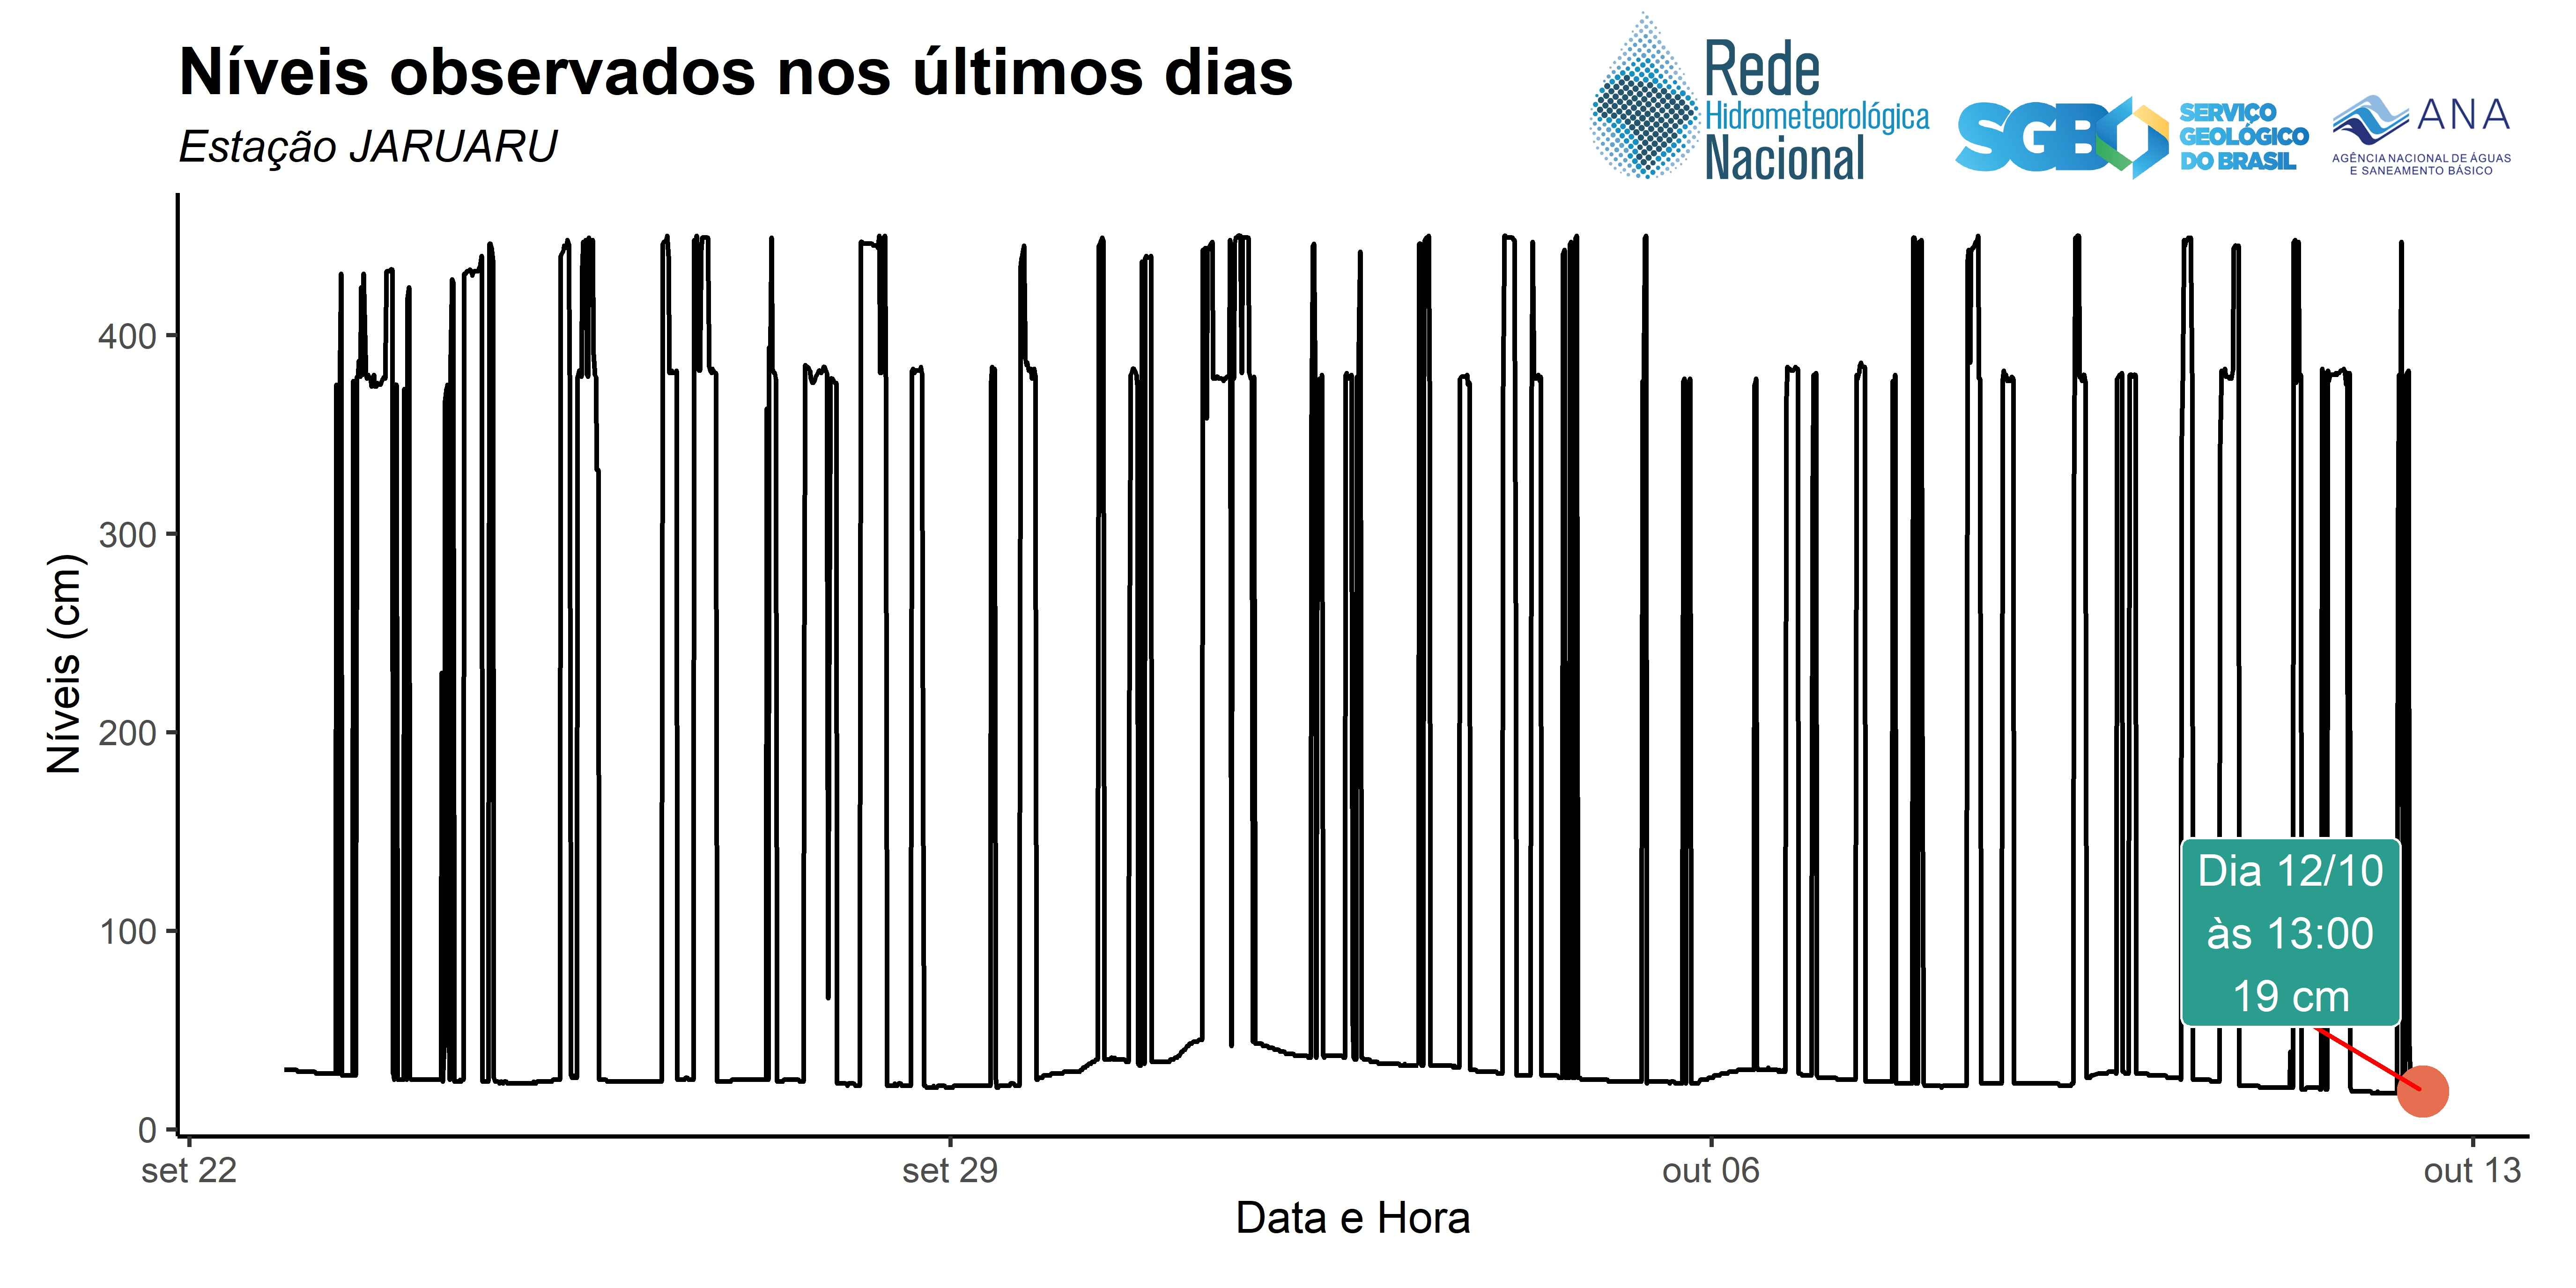 Níveis observados nos últimos dias
Estação JARUARU
Rede
Hidrometeorológica
Nacional
SGB
SERVIÇO
GEOLÓGICO
DO BRASIL
ANA
AGÊNCIA NACIONAL DE ÁGUAS
E SANEAMENTO BÁSICO
Níveis (cm)
400
300
200
100
0
Dia 12/10
às 13:00
19 cm
set 22
set 29
out 06
out 13
Data e Hora